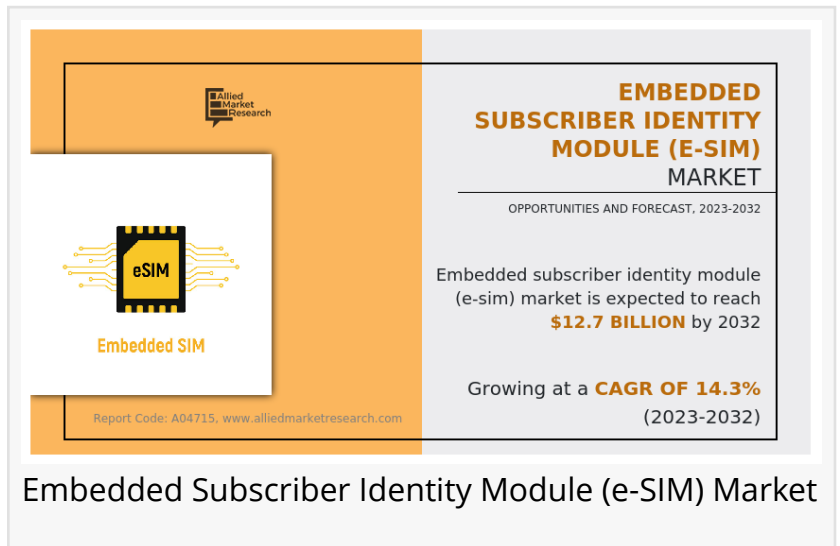 Allied
Market
Research
EMBEDDED
SUBSCRIBER IDENTITY
MODULE (E-SIM)
MARKET
OPPORTUNITIES AND FORECAST, 2023-2032
eSIM
Embedded SIM
Embedded subscriber identity module
(e-sim) market is expected to reach
$12.7 BILLION by 2032
Growing at a CAGR OF 14.3%
(2023-2032)
Report Code: A04715, www.alliedmarketresearch.com
Embedded Subscriber Identity Module (e-SIM) Market